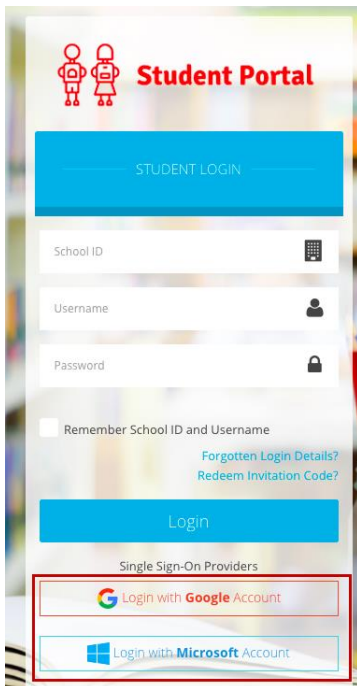 Student Portal
STUDENT LOGIN
School ID
Username
Password
Remember School ID and Username
Forgotten Login Details?
Redeem Invitation Code?
Login
Single Sign-On Providers
Login with Google Account
Login with Microsoft Account